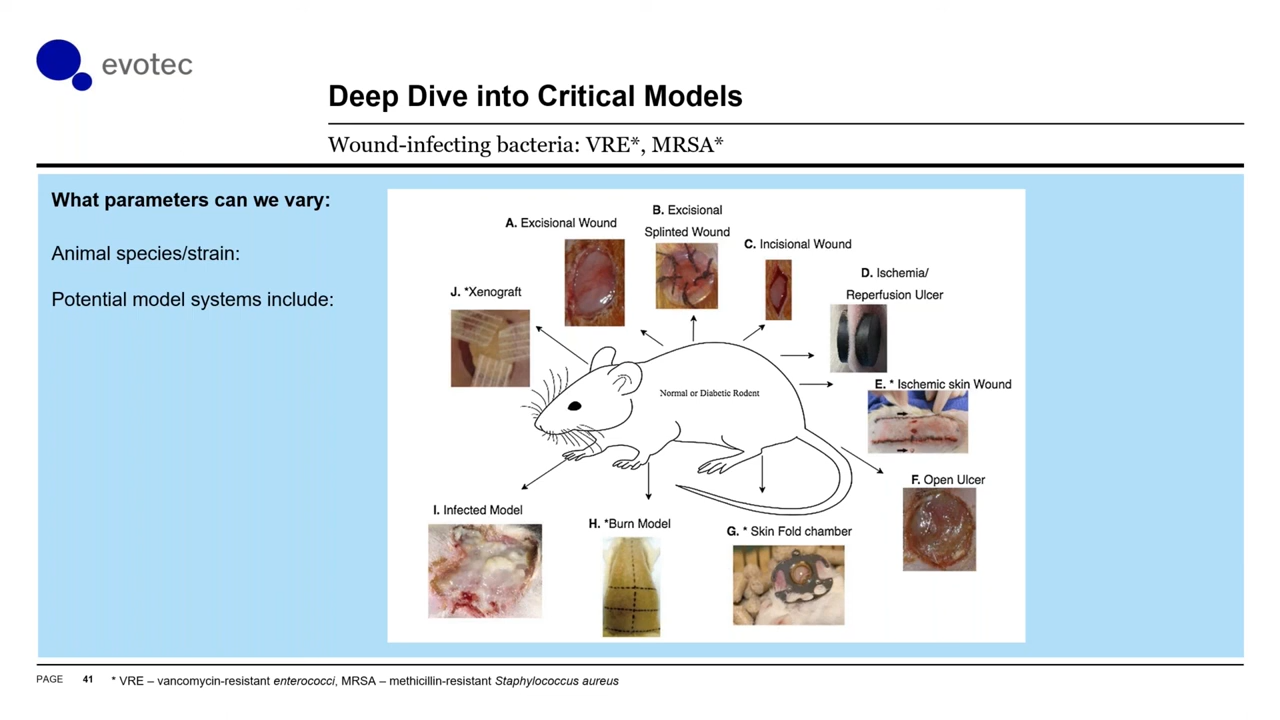 evotec
Deep Dive into Critical Models
Wound-infecting bacteria: VRE*, MRSA*
What parameters can we vary:
Animal species/strain:
Potential model systems include:
A. Excisional Wound
B. Excisional
Splinted Wound
C. Incisional Wound
D. Ischemia/
Reperfusion Ulcer
J. *Xenograft
E. * Ischemic skin Wound
Normal or Diabetic Rodent
F. Open Ulcer
I. Infected Model
H. *Burn Model
G. * Skin Fold chamber
PAGE 41 * VRE – vancomycin-resistant enterococci, MRSA – methicillin-resistant Staphylococcus aureus